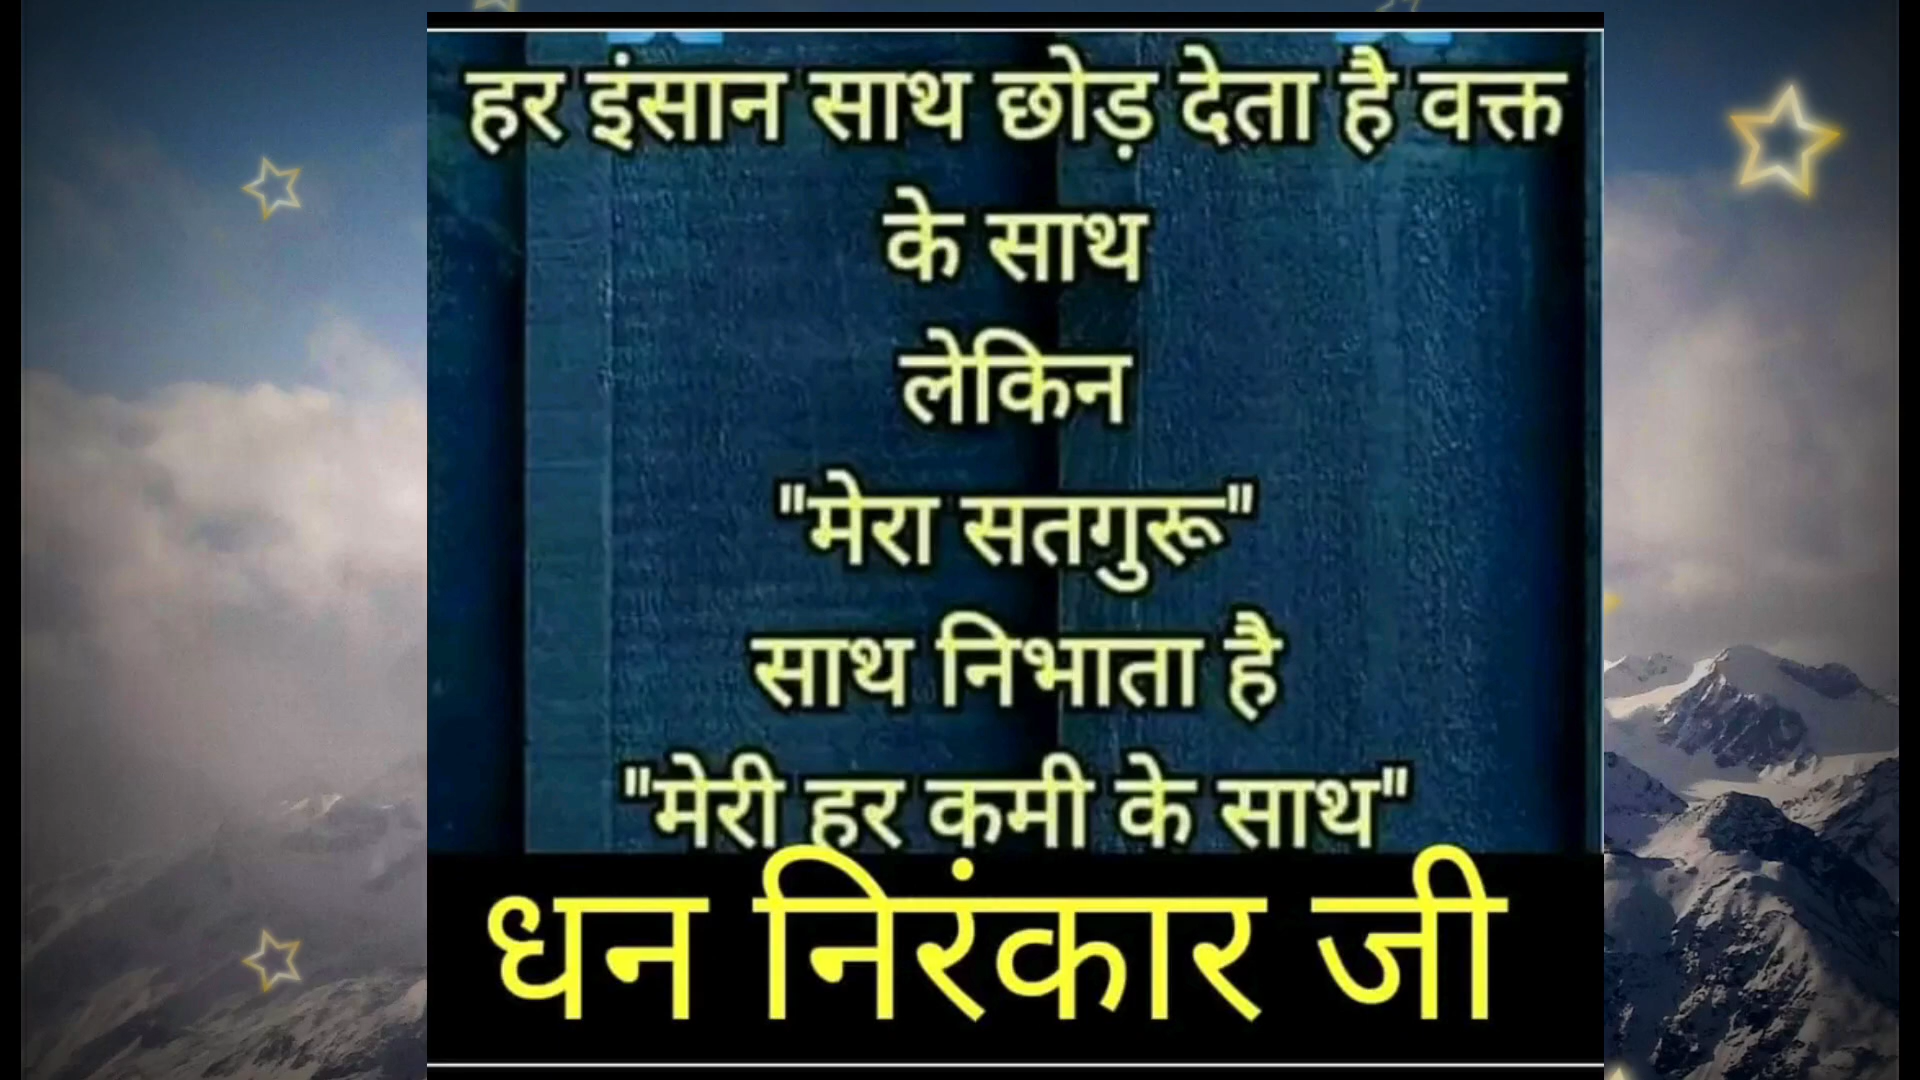 हर इंसान साथ छोड़ देता है वक्त
के साथ
लेकिन
"मेरा सतगुरू"
साथ निभाता है
"मेरी हर कमी के साथ"
धन निरंकार जी